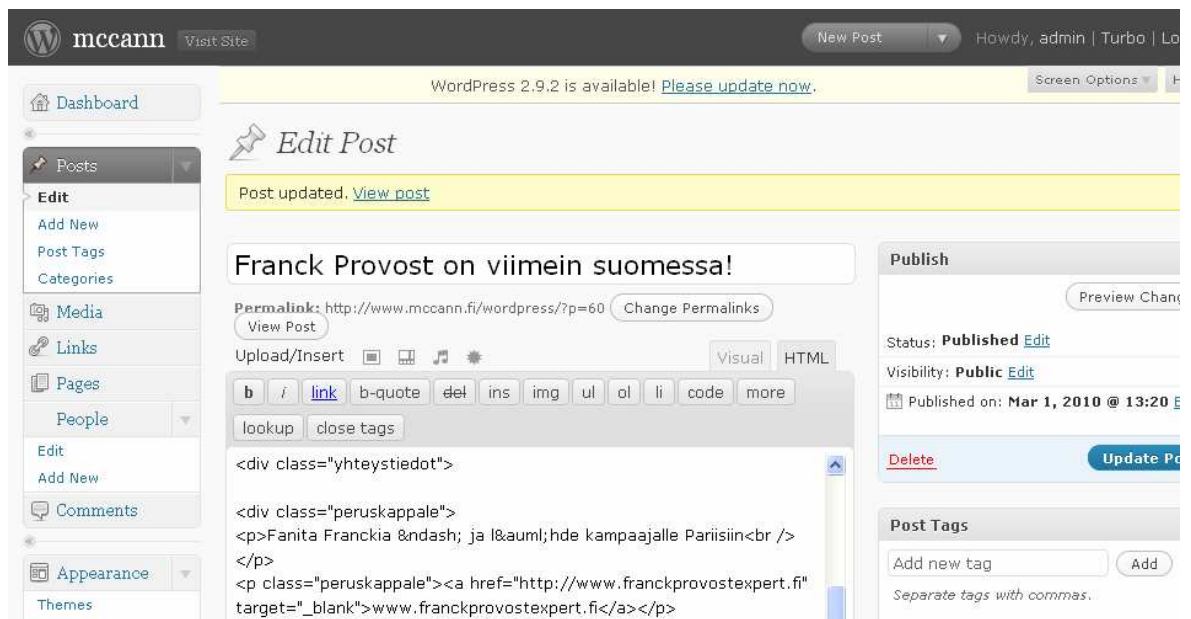 mccann Visit Site
New Post
Howdy, admin | Turbo | Lo
WordPress 2.9.2 is available! Please update now.
Screen Options
H
Dashboard
Posts
Edit
Add New
Post Tags
Categories
Media
Links
Pages
People
Edit
Add New
Comments
Appearance
Themes
Edit Post
Post updated. View post
Franck Provost on viimein suomessa!
Permalink: http://www.mccann.fi/wordpress/?p=60 Change Permalinks
View Post
Upload/Insert
Visual HTML
b i link b-quote del ins img ul ol li code more
lookup close tags
<div class="yhteystiedot">
<div class="peruskappale">
<p>Fanita Franckia &ndash; ja l&auml;hde kampaajalle Pariisiin<br />
</p>
<p class="peruskappale"><a href="http://www.franckprovostexpert.fi"
target="_blank">www.franckprovostexpert.fi</a></p>
Publish
Preview Chang
Status: Published Edit
Visibility: Public Edit
Published on: Mar 1, 2010 @ 13:20 E
Delete
Update Po
Post Tags
Add new tag Add
Separate tags with commas.